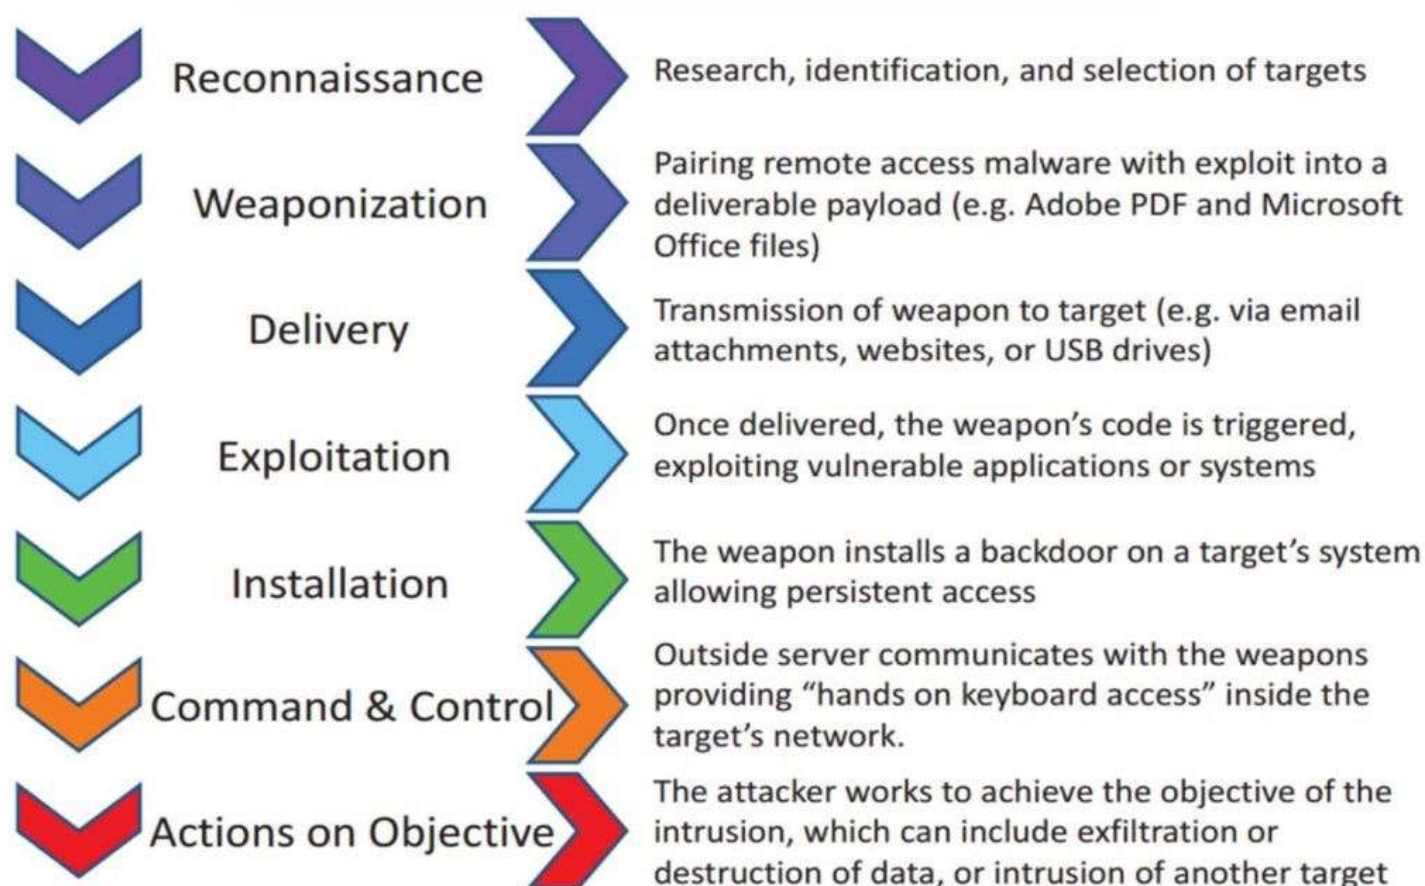 Reconnaissance
Research, identification, and selection of targets
Weaponization
Pairing remote access malware with exploit into a
deliverable payload (e.g. Adobe PDF and Microsoft
Office files)
Delivery
Transmission of weapon to target (e.g. via email
attachments, websites, or USB drives)
Exploitation
Once delivered, the weapon’s code is triggered,
exploiting vulnerable applications or systems
Installation
The weapon installs a backdoor on a target’s system
allowing persistent access
Command & Control
Outside server communicates with the weapons
providing “hands on keyboard access” inside the
target’s network.
Actions on Objective
The attacker works to achieve the objective of the
intrusion, which can include exfiltration or
destruction of data, or intrusion of another target